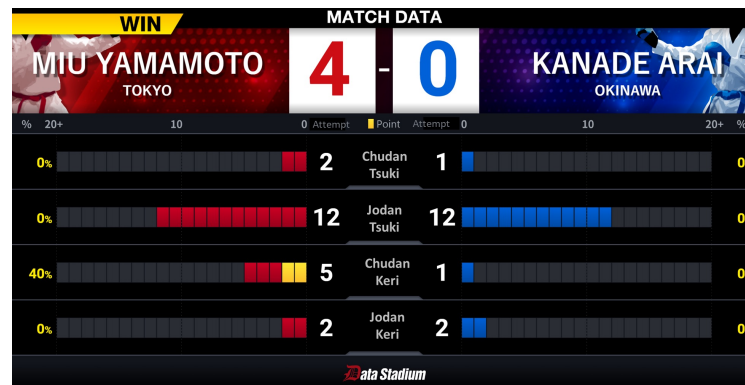 WIN
MATCH DATA
MIU YAMAMOTO
TOKYO
4 - 0
KANADE ARAI
OKINAWA
% 20+ 10 0 Attempt Point Attempt 0 10 20+ %
0% 2 Chudan Tsuki 1 0
0% 12 Jodan Tsuki 12 0
40% 5 Chudan Keri 1 0
0% 2 Jodan Keri 2 0
Data Stadium